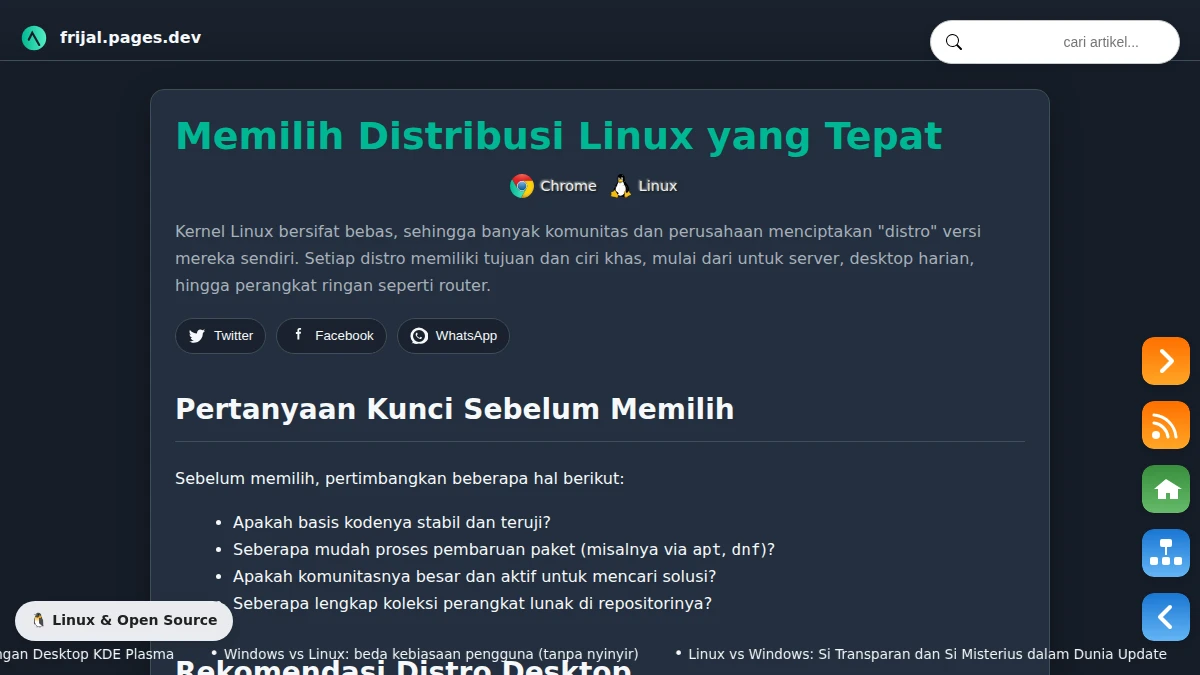 frijal.pages.dev
cari artikel...
Memilih Distribusi Linux yang Tepat
Chrome Linux
Kernel Linux bersifat bebas, sehingga banyak komunitas dan perusahaan menciptakan "distro" versi
mereka sendiri. Setiap distro memiliki tujuan dan ciri khas, mulai dari untuk server, desktop harian,
hingga perangkat ringan seperti router.
Twitter Facebook WhatsApp
Pertanyaan Kunci Sebelum Memilih
Sebelum memilih, pertimbangkan beberapa hal berikut:
• Apakah basis kodenya stabil dan teruji?
• Seberapa mudah proses pembaruan paket (misalnya via apt, dnf)?
• Apakah komunitasnya besar dan aktif untuk mencari solusi?
• Seberapa lengkap koleksi perangkat lunak di repositorinya?
Linux & Open Source
ngan Desktop KDE Plasma • Windows vs Linux: beda kebiasaan pengguna (tanpa nyinyir) • Linux vs Windows: Si Transparan dan Si Misterius dalam Dunia Update
Rekomendasi Distro Desktop